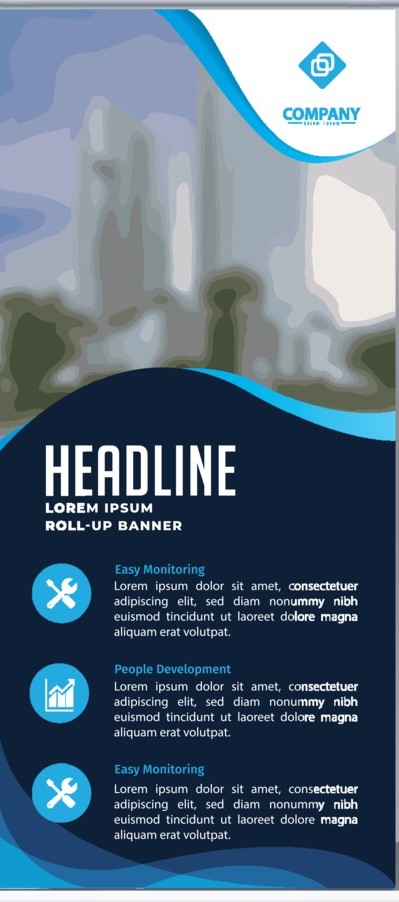 COMPANY
HEADLINE
LOREM IPSUM
ROLL-UP BANNER
Easy Monitoring
Lorem ipsum dolor sit amet, consectetuer
adipiscing elit, sed diam nonummy nibh
euismod tincidunt ut laoreet dolore magna
aliquam erat volutpat.
People Development
Lorem ipsum dolor sit amet, consectetuer
adipiscing elit, sed diam nonummy nibh
euismod tincidunt ut laoreet dolore magna
aliquam erat volutpat.
Easy Monitoring
Lorem ipsum dolor sit amet, consectetuer
adipiscing elit, sed diam nonummy nibh
euismod tincidunt ut laoreet dolore magna
aliquam erat volutpat.